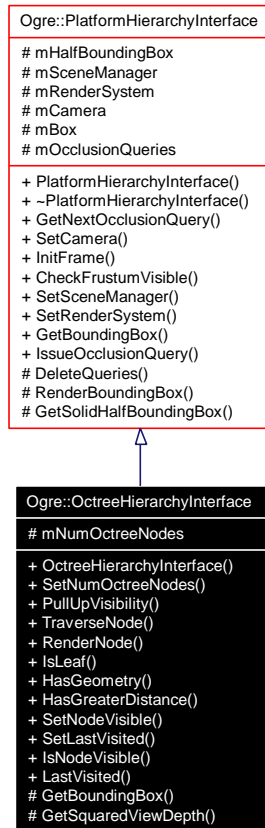 Ogre::PlatformHierarchyInterface
# mHalfBoundingBox
# mSceneManager
# mRenderSystem
# mCamera
# mBox
# mOcclusionQueries
+ PlatformHierarchyInterface()
+ ~PlatformHierarchyInterface()
+ GetNextOcclusionQuery()
+ SetCamera()
+ InitFrame()
+ CheckFrustumVisible()
+ SetSceneManager()
+ SetRenderSystem()
+ GetBoundingBox()
+ IssueOcclusionQuery()
# DeleteQueries()
# RenderBoundingBox()
# GetSolidHalfBoundingBox()
Ogre::OctreeHierarchyInterface
# mNumOctreeNodes
+ OctreeHierarchyInterface()
+ SetNumOctreeNodes()
+ PullUpVisibility()
+ TraverseNode()
+ RenderNode()
+ IsLeaf()
+ HasGeometry()
+ HasGreaterDistance()
+ SetNodeVisible()
+ SetLastVisited()
+ IsNodeVisible()
+ LastVisited()
# GetBoundingBox()
# GetSquaredViewDepth()